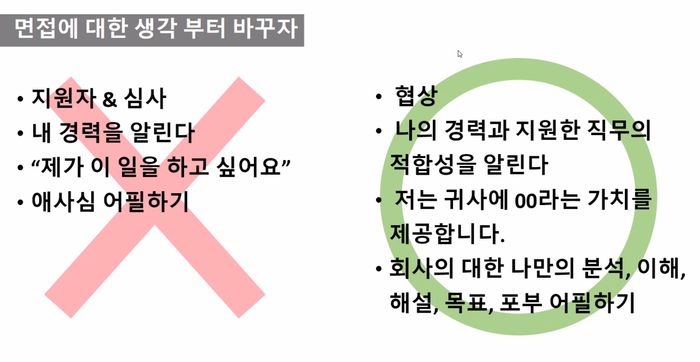 면접에 대한 생각 부터 바꾸자
• 지원자 & 심사
• 내 경력을 알린다
• “제가 이 일을 하고 싶어요”
• 애사심 어필하기
• 협상
• 나의 경력과 지원한 직무의
적합성을 알린다
• 저는 귀사에 00라는 가치를
제공합니다.
• 회사의 대한 나만의 분석, 이해,
해설, 목표, 포부 어필하기